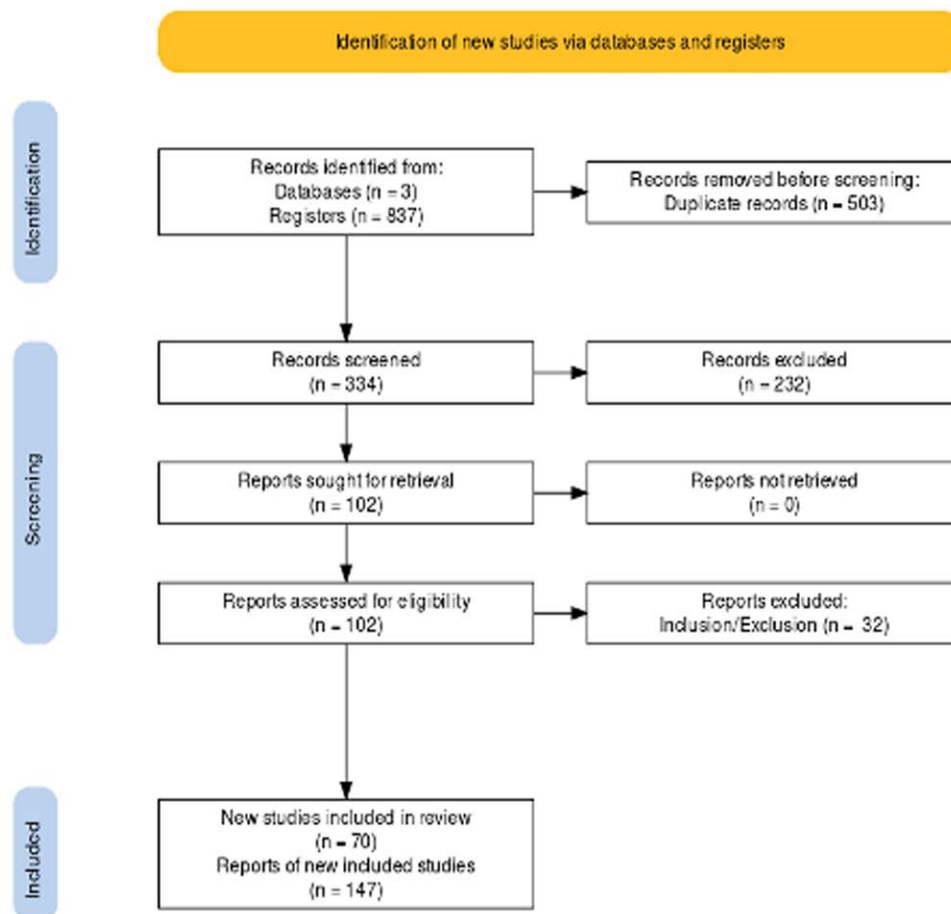 Identification of new studies via databases and registers
Identification
Records identified from:
Databases (n = 3)
Registers (n = 837)
Records removed before screening:
Duplicate records (n = 503)
Screening
Records screened
(n = 334)
Records excluded
(n = 232)
Reports sought for retrieval
(n = 102)
Reports not retrieved
(n = 0)
Reports assessed for eligibility
(n = 102)
Reports excluded:
Inclusion/Exclusion (n = 32)
Included
New studies included in review
(n = 70)
Reports of new included studies
(n = 147)